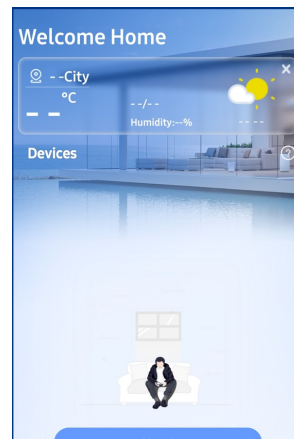 Welcome Home
- -City
°C
- -
- -/- -
Humidity:--%
-- --
Devices